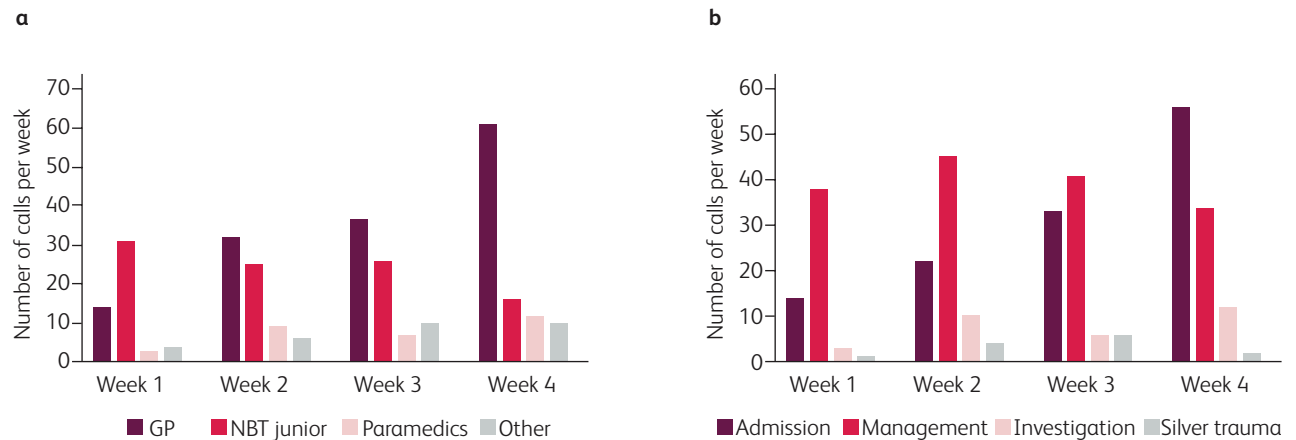 a
Number of calls per week
70
60
50
40
30
20
10
0
Week 1 Week 2 Week 3 Week 4
GP NBT junior Paramedics Other
b
Number of calls per week
60
50
40
30
20
10
0
Week 1 Week 2 Week 3 Week 4
Admission Management Investigation Silver trauma